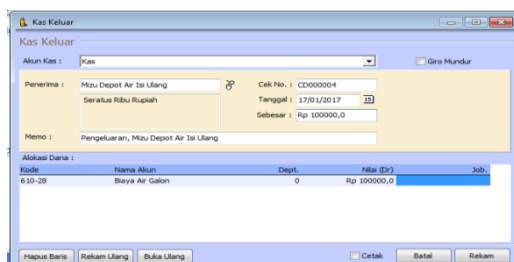 Kas Keluar
Kas Keluar
Akun Kas : Kas Giro Mundur
Penerima : Mizu Depot Air Isi Ulang Cek No. : CD000004
Seratus Ribu Rupiah Tanggal : 17/01/2017 15
Sebesar : Rp 100000,0
Memo : Pengeluaran, Mizu Depot Air Isi Ulang
Alokasi Dana :
Kode Nama Akun Dept. Nilai (Dr) Job.
610-28 Biaya Air Galon 0 Rp 100000,0
Hapus Baris Rekam Ulang Buka Ulang Cetak Batal Rekam